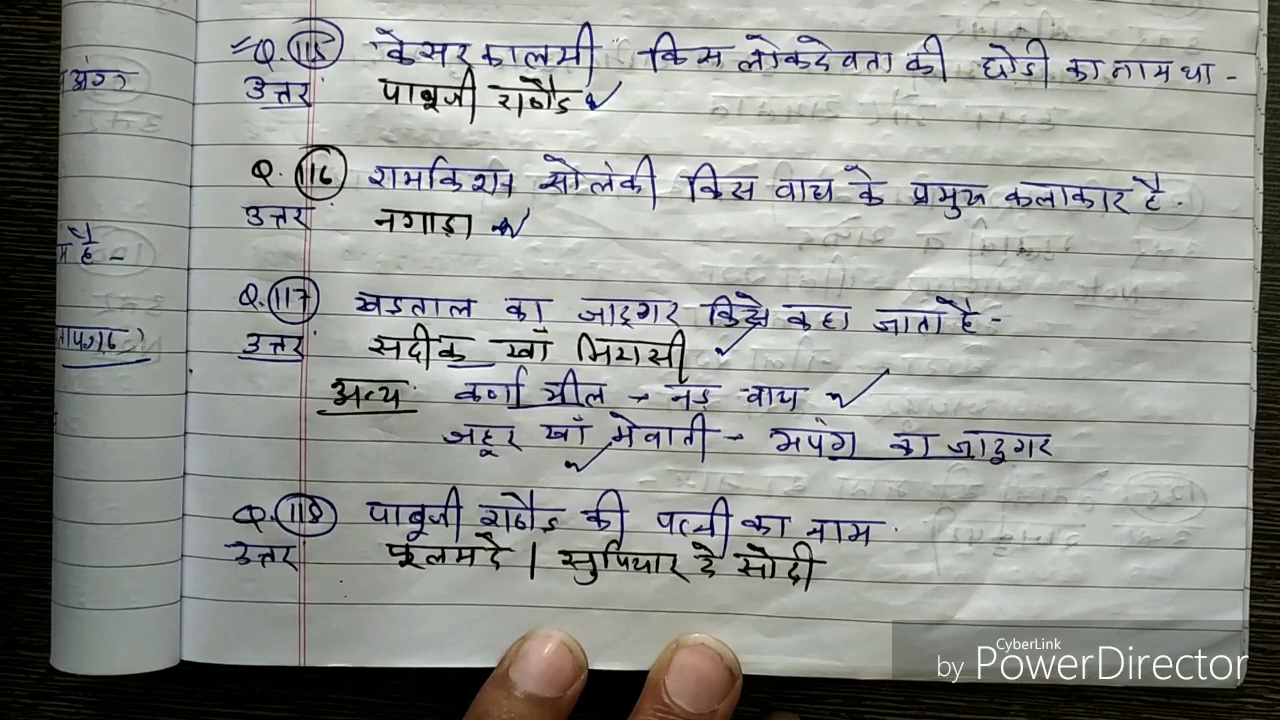 Q. 115 केसर कालमी किस लोकदेवता की घोडी का नाम था -
उत्तर पाबूजी राठौड
Q. 116 रामकिशन सोलंकी किस वाद्य के प्रमुख कलाकार है.
उत्तर नगाड़ा
Q. 117 खडताल का जादूगर किसे कहा जाता है -
उत्तर सदीक खाँ मिरासी
अन्य कर्णा भील → नड वाद्य
जहूर खाँ मेवाती - भपंग का जादूगर
Q. 118 पाबूजी राठौड की पत्नी का नाम
उत्तर फूलमदे / सुपियार दे सोढी
CyberLink
by PowerDirector